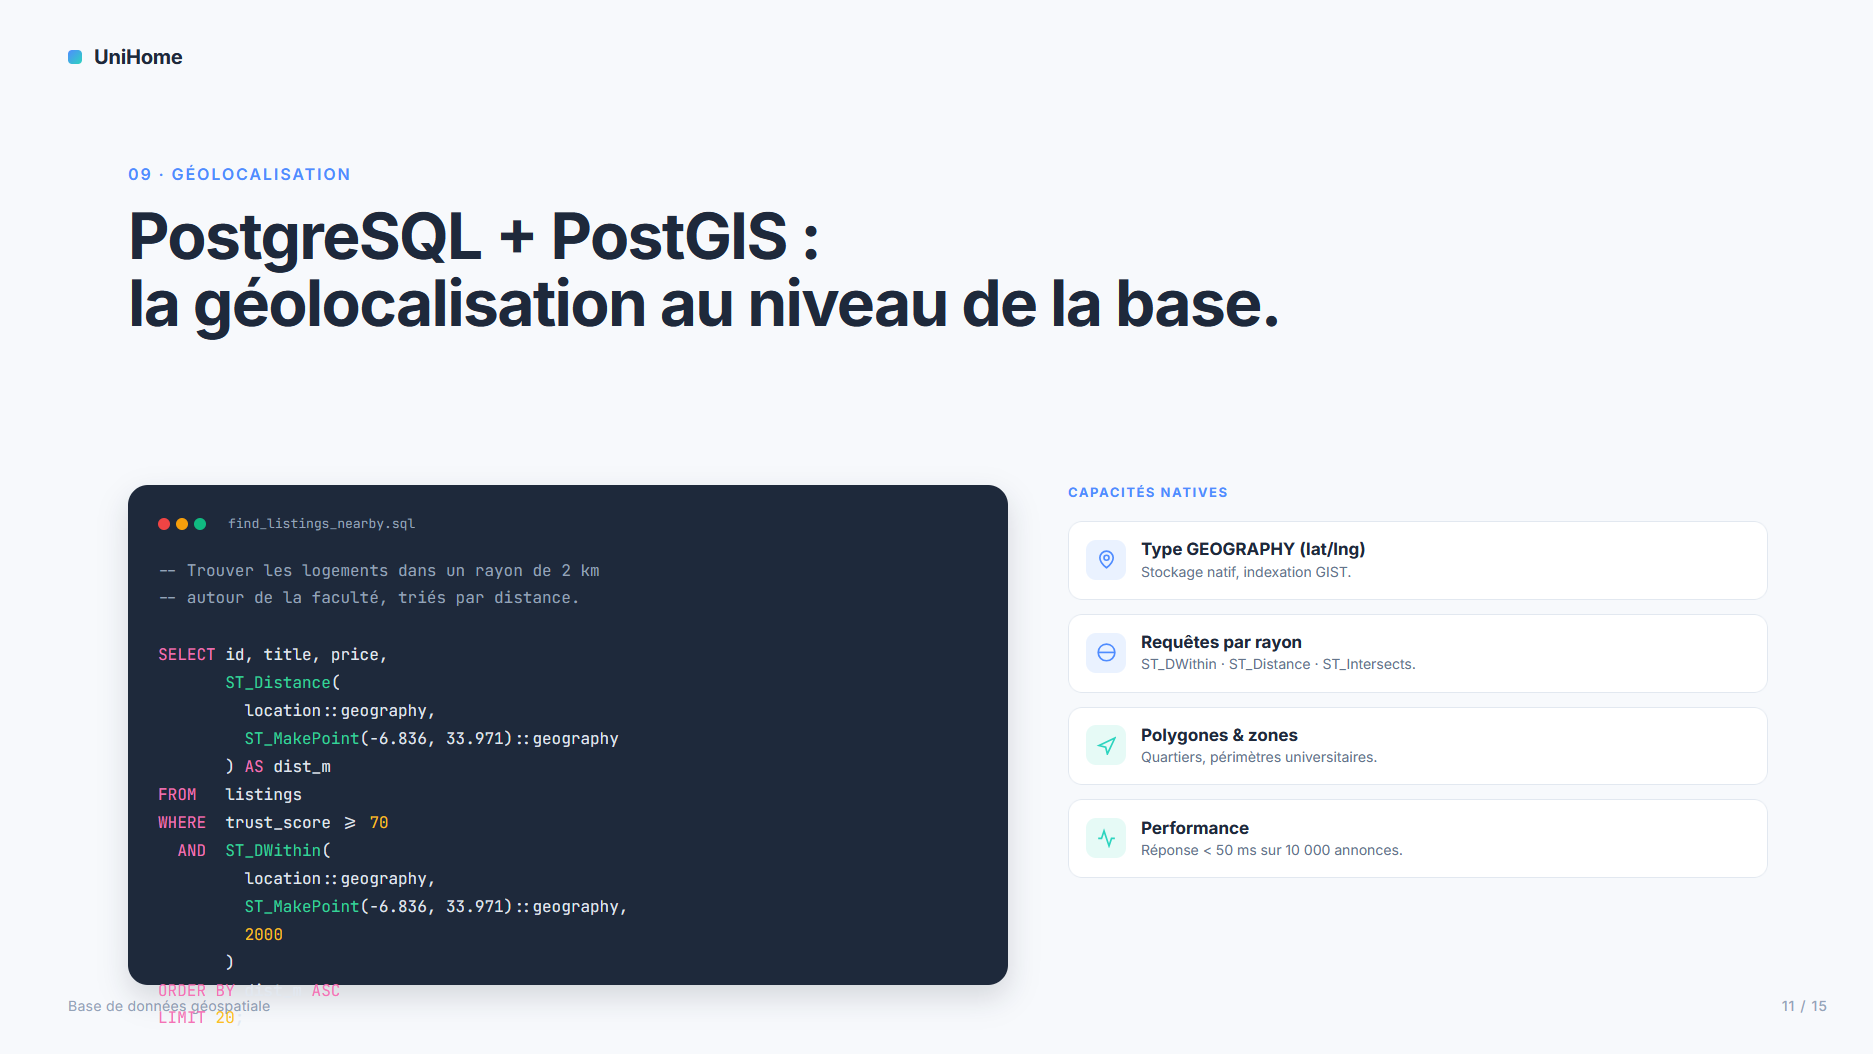 UniHome
09 · GÉOLOCALISATION
PostgreSQL + PostGIS :
la géolocalisation au niveau de la base.
find_listings_nearby.sql
-- Trouver les logements dans un rayon de 2 km
-- autour de la faculté, triés par distance.
SELECT id, title, price,
ST_Distance(
location::geography,
ST_MakePoint(-6.836, 33.971)::geography
) AS dist_m
FROM listings
WHERE trust_score >= 70
AND ST_DWithin(
location::geography,
ST_MakePoint(-6.836, 33.971)::geography,
2000
)
ORDER BY ASC
LIMIT 20;
CAPACITÉS NATIVES
Type GEOGRAPHY (lat/lng)
Stockage natif, indexation GIST.
Requêtes par rayon
ST_DWithin · ST_Distance · ST_Intersects.
Polygones & zones
Quartiers, périmètres universitaires.
Performance
Réponse < 50 ms sur 10 000 annonces.
Base de données géospatiale
11 / 15